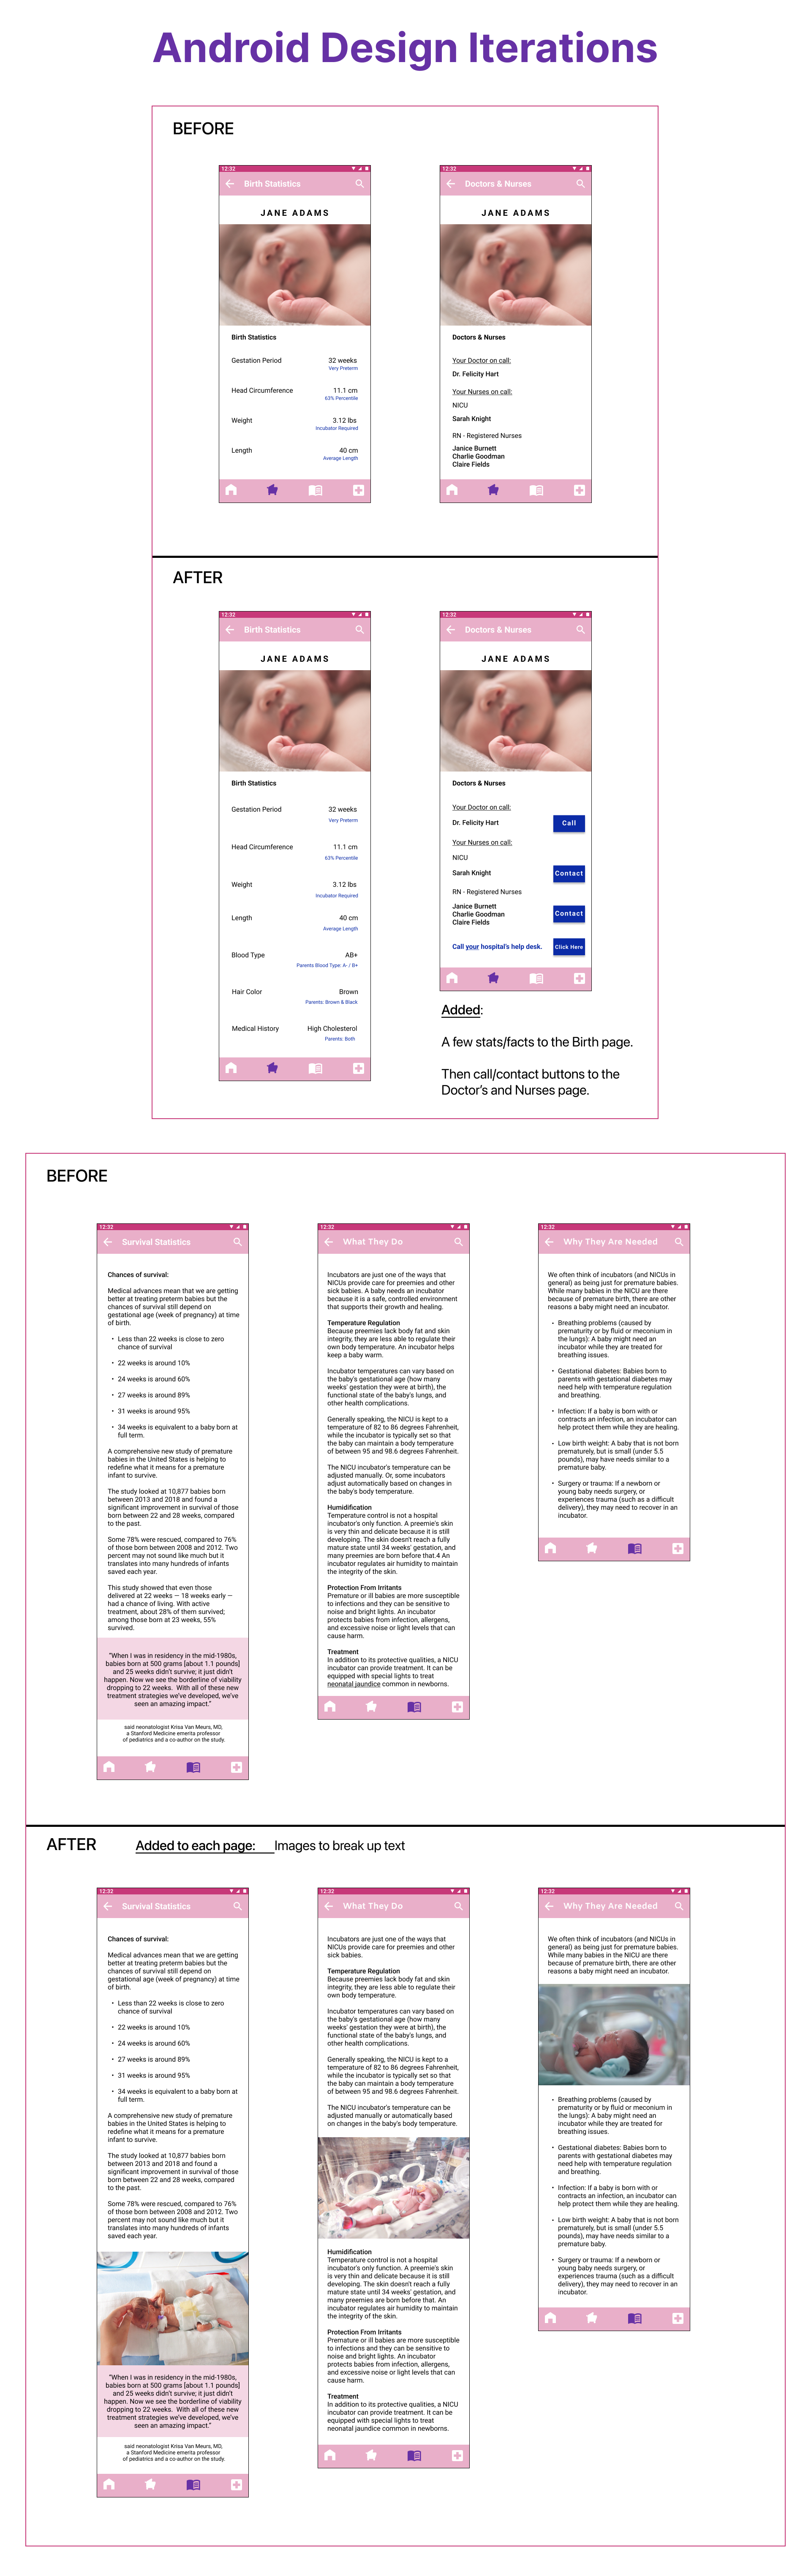 Android Design Iterations
BEFORE
12:32
Birth Statistics
JANE ADAMS
Birth Statistics
Gestation Period
32 weeks
Very Preterm
Head Circumference
11.1 cm
63% Percentile
Weight
3.12 lbs
Incubator Required
Length
40 cm
Average Length
12:32
Doctors & Nurses
JANE ADAMS
Doctors & Nurses
Your Doctor on call:
Dr. Felicity Hart
Your Nurses on call:
NICU
Sarah Knight
RN - Registered Nurses
Janice Burnett
Charlie Goodman
Claire Fields
AFTER
12:32
Birth Statistics
JANE ADAMS
Birth Statistics
Gestation Period
32 weeks
Very Preterm
Head Circumference
11.1 cm
63% Percentile
Weight
3.12 lbs
Incubator Required
Length
40 cm
Average Length
Blood Type
AB+
Parents Blood Type: A- / B+
Hair Color
Brown
Parents: Brown & Black
Medical History
High Cholesterol
Parents: Both
12:32
Doctors & Nurses
JANE ADAMS
Doctors & Nurses
Your Doctor on call:
Dr. Felicity Hart
Call
Your Nurses on call:
NICU
Sarah Knight
Contact
RN - Registered Nurses
Janice Burnett
Charlie Goodman
Claire Fields
Contact
Call your hospital's help desk.
Click Here
Added:
A few stats/facts to the Birth page.
Then call/contact buttons to the
Doctor's and Nurses page.
BEFORE
12:32
Survival Statistics
Chances of survival:
Medical advances mean that we are getting
better at treating preterm babies but the
chances of survival still depend on
gestational age (week of pregnancy) at time
of birth.
• Less than 22 weeks is close to zero
chance of survival
• 22 weeks is around 10%
• 24 weeks is around 60%
• 27 weeks is around 89%
• 31 weeks is around 95%
• 34 weeks is equivalent to a baby born at
full term.
A comprehensive new study of premature
babies in the United States is helping to
redefine what it means for a premature
infant to survive.
The study looked at 10,877 babies born
between 2013 and 2018 and found a
significant improvement in survival of those
born between 22 and 28 weeks, compared
to the past.
Some 78% were rescued, compared to 76%
of those born between 2008 and 2012. Two
percent may not sound like much but it
translates into many hundreds of infants
saved each year.
This study showed that even those
delivered at 22 weeks — 18 weeks early —
had a chance of living. With active
treatment, about 28% of them survived;
among those born at 23 weeks, 55%
survived.
"When I was in residency in the mid-1980s,
babies born at 500 grams [about 1.1 pounds]
and 25 weeks didn't survive; it just didn't
happen. Now we see the borderline of viability
dropping to 22 weeks. With all of these new
treatment strategies we've developed, we've
seen an amazing impact."
said neonatologist Krisa Van Meurs, MD,
a Stanford Medicine emerita professor
of pediatrics and a co-author on the study.
12:32
What They Do
Incubators are just one of the ways that
NICUs provide care for preemies and other
sick babies. A baby needs an incubator
because it is a safe, controlled environment
that supports their growth and healing.
Temperature Regulation
Because preemies lack body fat and skin
integrity, they are less able to regulate their
own body temperature. An incubator helps
keep a baby warm.
Incubator temperatures can vary based on
the baby's gestational age (how many
weeks' gestation they were at birth), the
functional state of the baby's lungs, and
other health complications.
Generally speaking, the NICU is kept to a
temperature of 82 to 86 degrees Fahrenheit,
while the incubator is typically set so that
the baby can maintain a body temperature
of between 95 and 98.6 degrees Fahrenheit.
The NICU incubator's temperature can be
adjusted manually. Or, some incubators
adjust automatically based on changes in
the baby's body temperature.
Humidification
Temperature control is not a hospital
incubator's only function. A preemie's skin
is very thin and delicate because it is still
developing. The skin doesn't reach a fully
mature state until 34 weeks' gestation, and
many preemies are born before that.4 An
incubator regulates air humidity to maintain
the integrity of the skin.
Protection From Irritants
Premature or ill babies are more susceptible
to infections and they can be sensitive to
noise and bright lights. An incubator
protects babies from infection, allergens,
and excessive noise or light levels that can
cause harm.
Treatment
In addition to its protective qualities, a NICU
incubator can provide treatment. It can be
equipped with special lights to treat
neonatal jaundice common in newborns.
12:32
Why They Are Needed
We often think of incubators (and NICUs in
general) as being just for premature babies.
While many babies in the NICU are there
because of premature birth, there are other
reasons a baby might need an incubator.
• Breathing problems (caused by
prematurity or by fluid or meconium in
the lungs): A baby might need an
incubator while they are treated for
breathing issues.
• Gestational diabetes: Babies born to
parents with gestational diabetes may
need help with temperature regulation
and breathing.
• Infection: If a baby is born with or
contracts an infection, an incubator can
help protect them while they are healing.
• Low birth weight: A baby that is not born
prematurely, but is small (under 5.5
pounds), may have needs similar to a
premature baby.
• Surgery or trauma: If a newborn or
young baby needs surgery, or
experiences trauma (such as a difficult
delivery), they may need to recover in an
incubator.
AFTER
Added to each page: Images to break up text
12:32
Survival Statistics
Chances of survival:
Medical advances mean that we are getting
better at treating preterm babies but the
chances of survival still depend on
gestational age (week of pregnancy) at time
of birth.
• Less than 22 weeks is close to zero
chance of survival
• 22 weeks is around 10%
• 24 weeks is around 60%
• 27 weeks is around 89%
• 31 weeks is around 95%
• 34 weeks is equivalent to a baby born at
full term.
A comprehensive new study of premature
babies in the United States is helping to
redefine what it means for a premature
infant to survive.
The study looked at 10,877 babies born
between 2013 and 2018 and found a
significant improvement in survival of those
born between 22 and 28 weeks, compared
to the past.
Some 78% were rescued, compared to 76%
of those born between 2008 and 2012. Two
percent may not sound like much but it
translates into many hundreds of infants
saved each year.
"When I was in residency in the mid-1980s,
babies born at 500 grams [about 1.1 pounds]
and 25 weeks didn't survive; it just didn't
happen. Now we see the borderline of viability
dropping to 22 weeks. With all of these new
treatment strategies we've developed, we've
seen an amazing impact."
said neonatologist Krisa Van Meurs, MD,
a Stanford Medicine emerita professor
of pediatrics and a co-author on the study.
12:32
What They Do
Incubators are just one of the ways that
NICUs provide care for preemies and other
sick babies.
Temperature Regulation
Because preemies lack body fat and skin
integrity, they are less able to regulate their
own body temperature.
Incubator temperatures can vary based on
the baby's gestational age (how many
weeks' gestation they were at birth), the
functional state of the baby's lungs, and
other health complications.
Generally speaking, the NICU is kept to a
temperature of 82 to 86 degrees Fahrenheit,
while the incubator is typically set so that
the baby can maintain a body temperature
of between 95 and 98.6 degrees Fahrenheit.
The NICU incubator's temperature can be
adjusted manually or automatically based
on changes in the baby's body temperature.
Humidification
Temperature control is not a hospital
incubator's only function. A preemie's skin
is very thin and delicate because it is still
developing. The skin doesn't reach a fully
mature state until 34 weeks' gestation, and
many preemies are born before that. An
incubator regulates air humidity to maintain
the integrity of the skin.
Protection From Irritants
Premature or ill babies are more susceptible
to infections and they can be sensitive to
noise and bright lights. An incubator
protects babies from infection, allergens,
and excessive noise or light levels that can
cause harm.
Treatment
In addition to its protective qualities, a NICU
incubator can provide treatment. It can be
equipped with special lights to treat
neonatal jaundice common in newborns.
12:32
Why They Are Needed
We often think of incubators (and NICUs in
general) as being just for premature babies.
While many babies in the NICU are there
because of premature birth, there are other
reasons a baby might need an incubator.
• Breathing problems (caused by
prematurity or by fluid or meconium in
the lungs): A baby might need an
incubator while they are treated for
breathing issues.
• Gestational diabetes: Babies born to
parents with gestational diabetes may
need help with temperature regulation
and breathing.
• Infection: If a baby is born with or
contracts an infection, an incubator can
help protect them while they are healing.
• Low birth weight: A baby that is not born
prematurely, but is small (under 5.5
pounds), may have needs similar to a
premature baby.
• Surgery or trauma: If a newborn or
young baby needs surgery, or
experiences trauma (such as a difficult
delivery), they may need to recover in an
incubator.